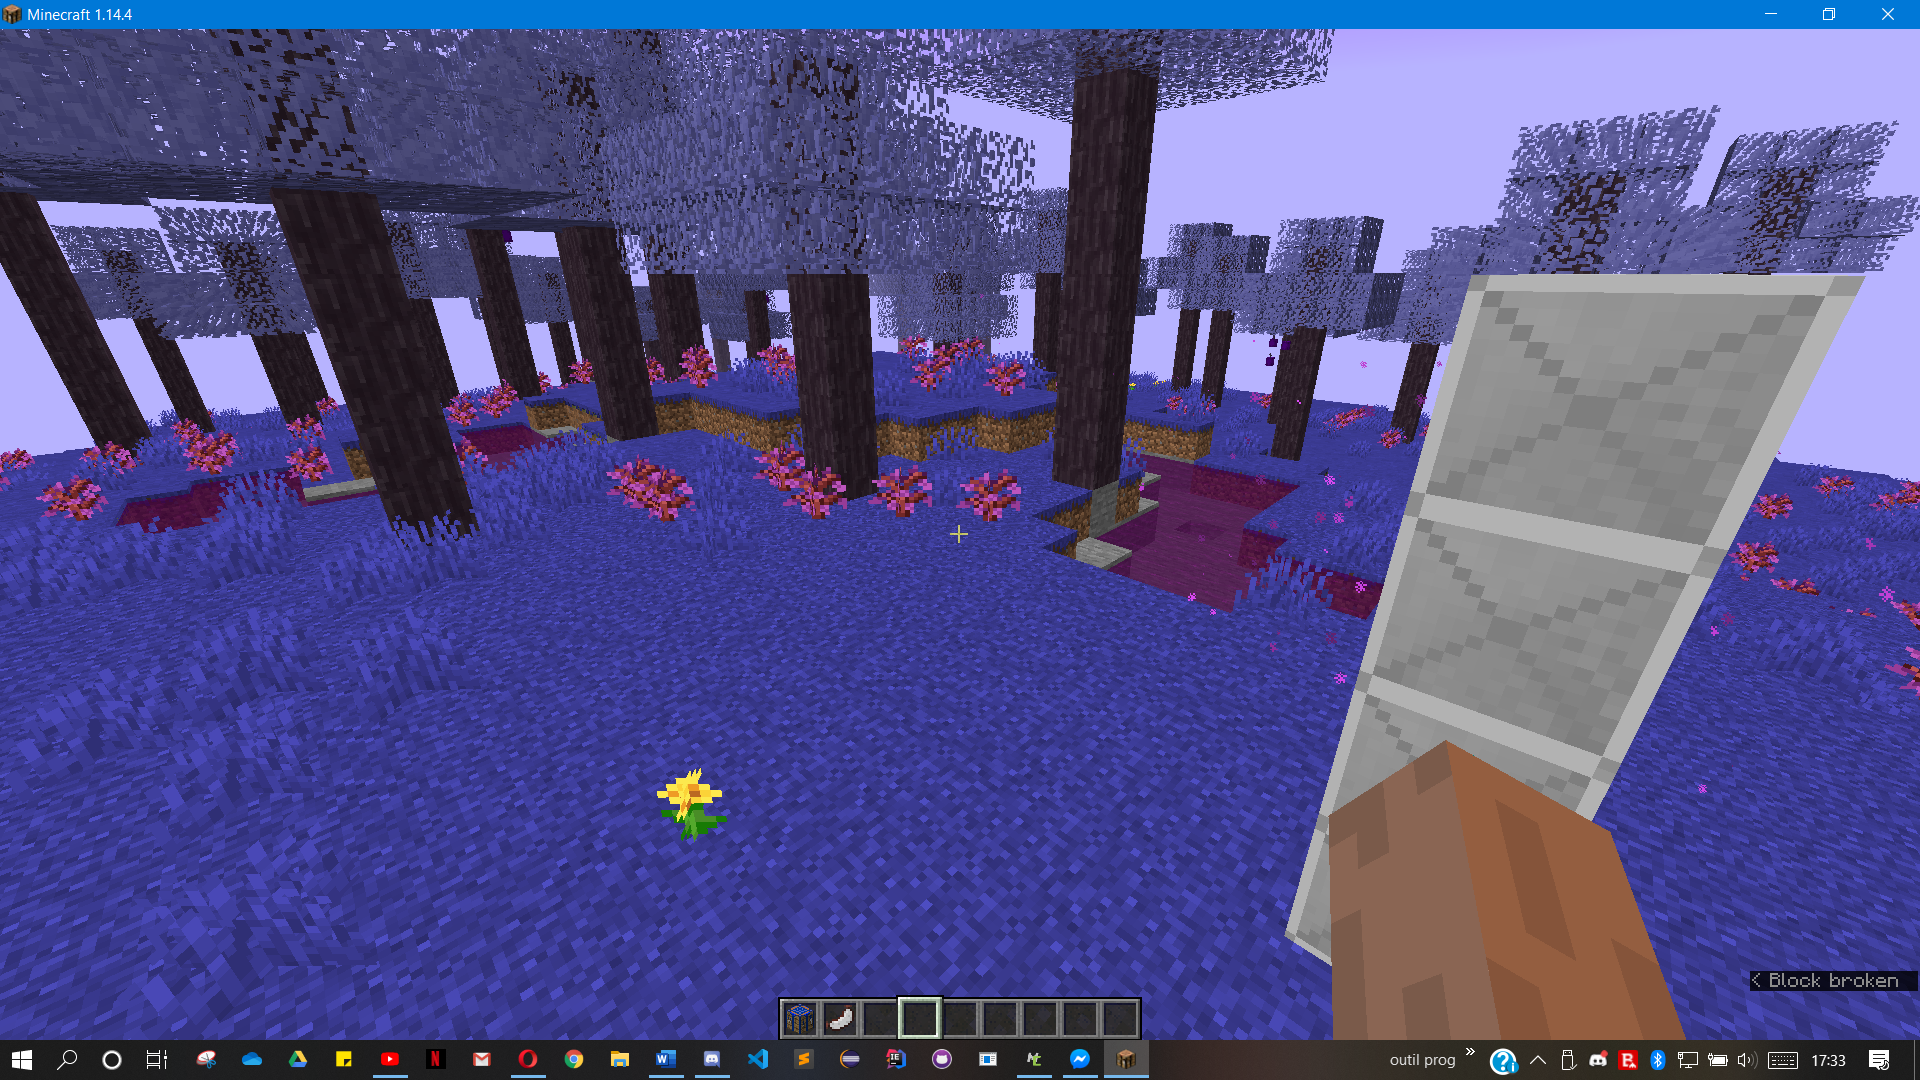 Minecraft 1.14.4
< Block broken
outil prog
17:33